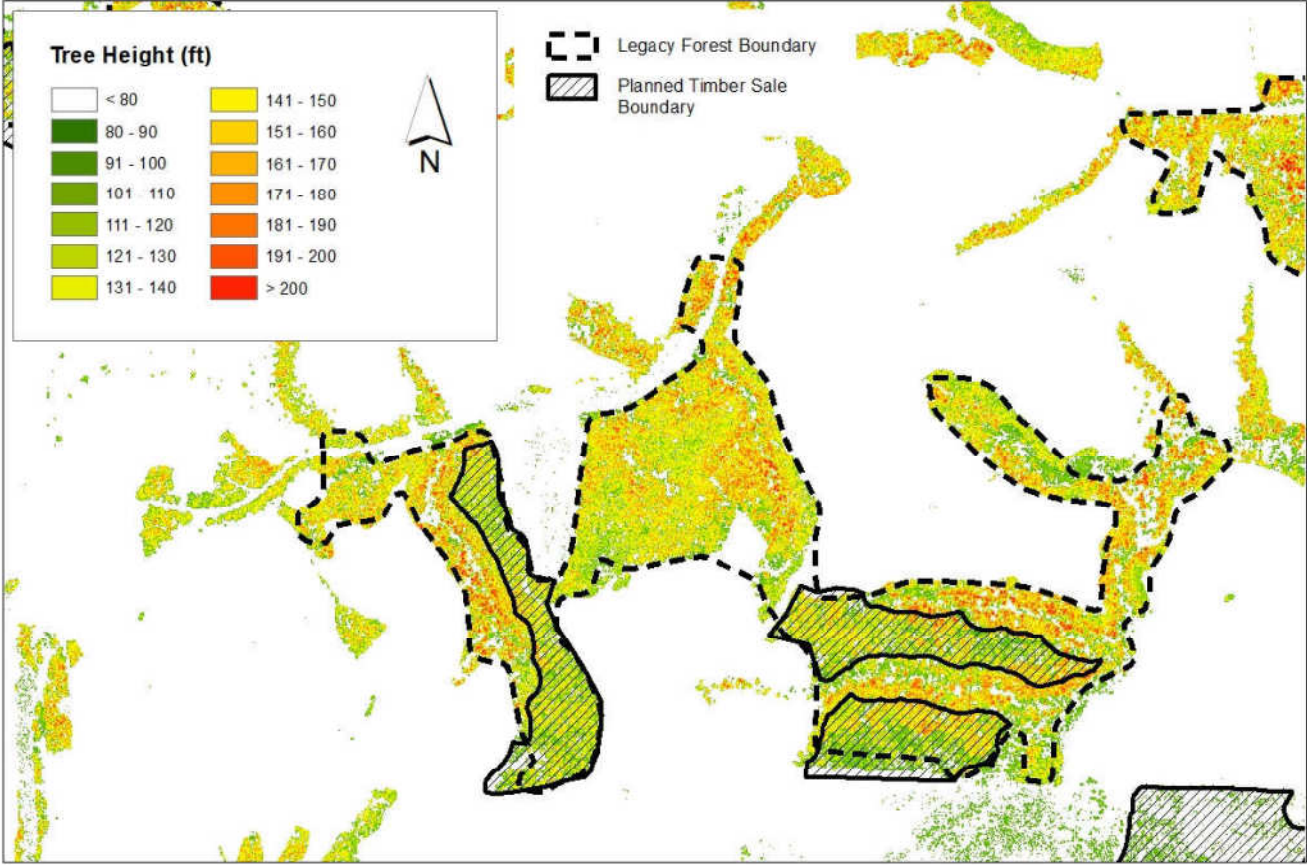 Tree Height (ft)
< 80
80 - 90
91 - 100
101 - 110
111 - 120
121 - 130
131 - 140
141 - 150
151 - 160
161 - 170
171 - 180
181 - 190
191 - 200
> 200
N
Legacy Forest Boundary
Planned Timber Sale
Boundary